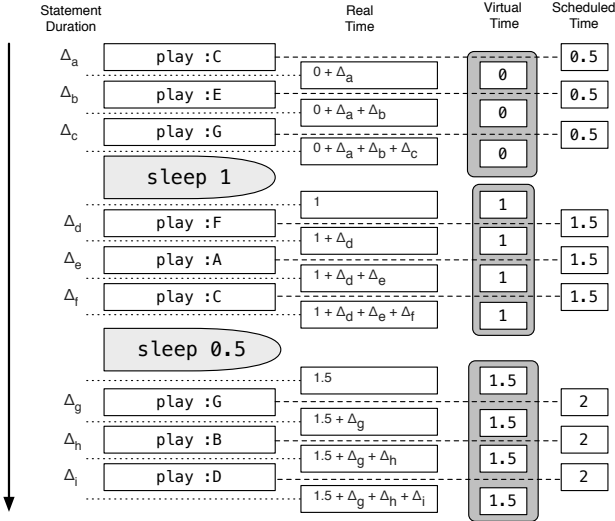 Statement Duration Real Time Virtual Time Scheduled Time
Δa play :C 0.5
0 + Δa 0
Δb play :E 0.5
0 + Δa + Δb 0
Δc play :G 0.5
0 + Δa + Δb + Δc 0
sleep 1
1 1
Δd play :F 1.5
1 + Δd 1
Δe play :A 1.5
1 + Δd + Δe 1
Δf play :C 1.5
1 + Δd + Δe + Δf 1
sleep 0.5
1.5 1.5
Δg play :G 2
1.5 + Δg 1.5
Δh play :B 2
1.5 + Δg + Δh 1.5
Δi play :D 2
1.5 + Δg + Δh + Δi 1.5